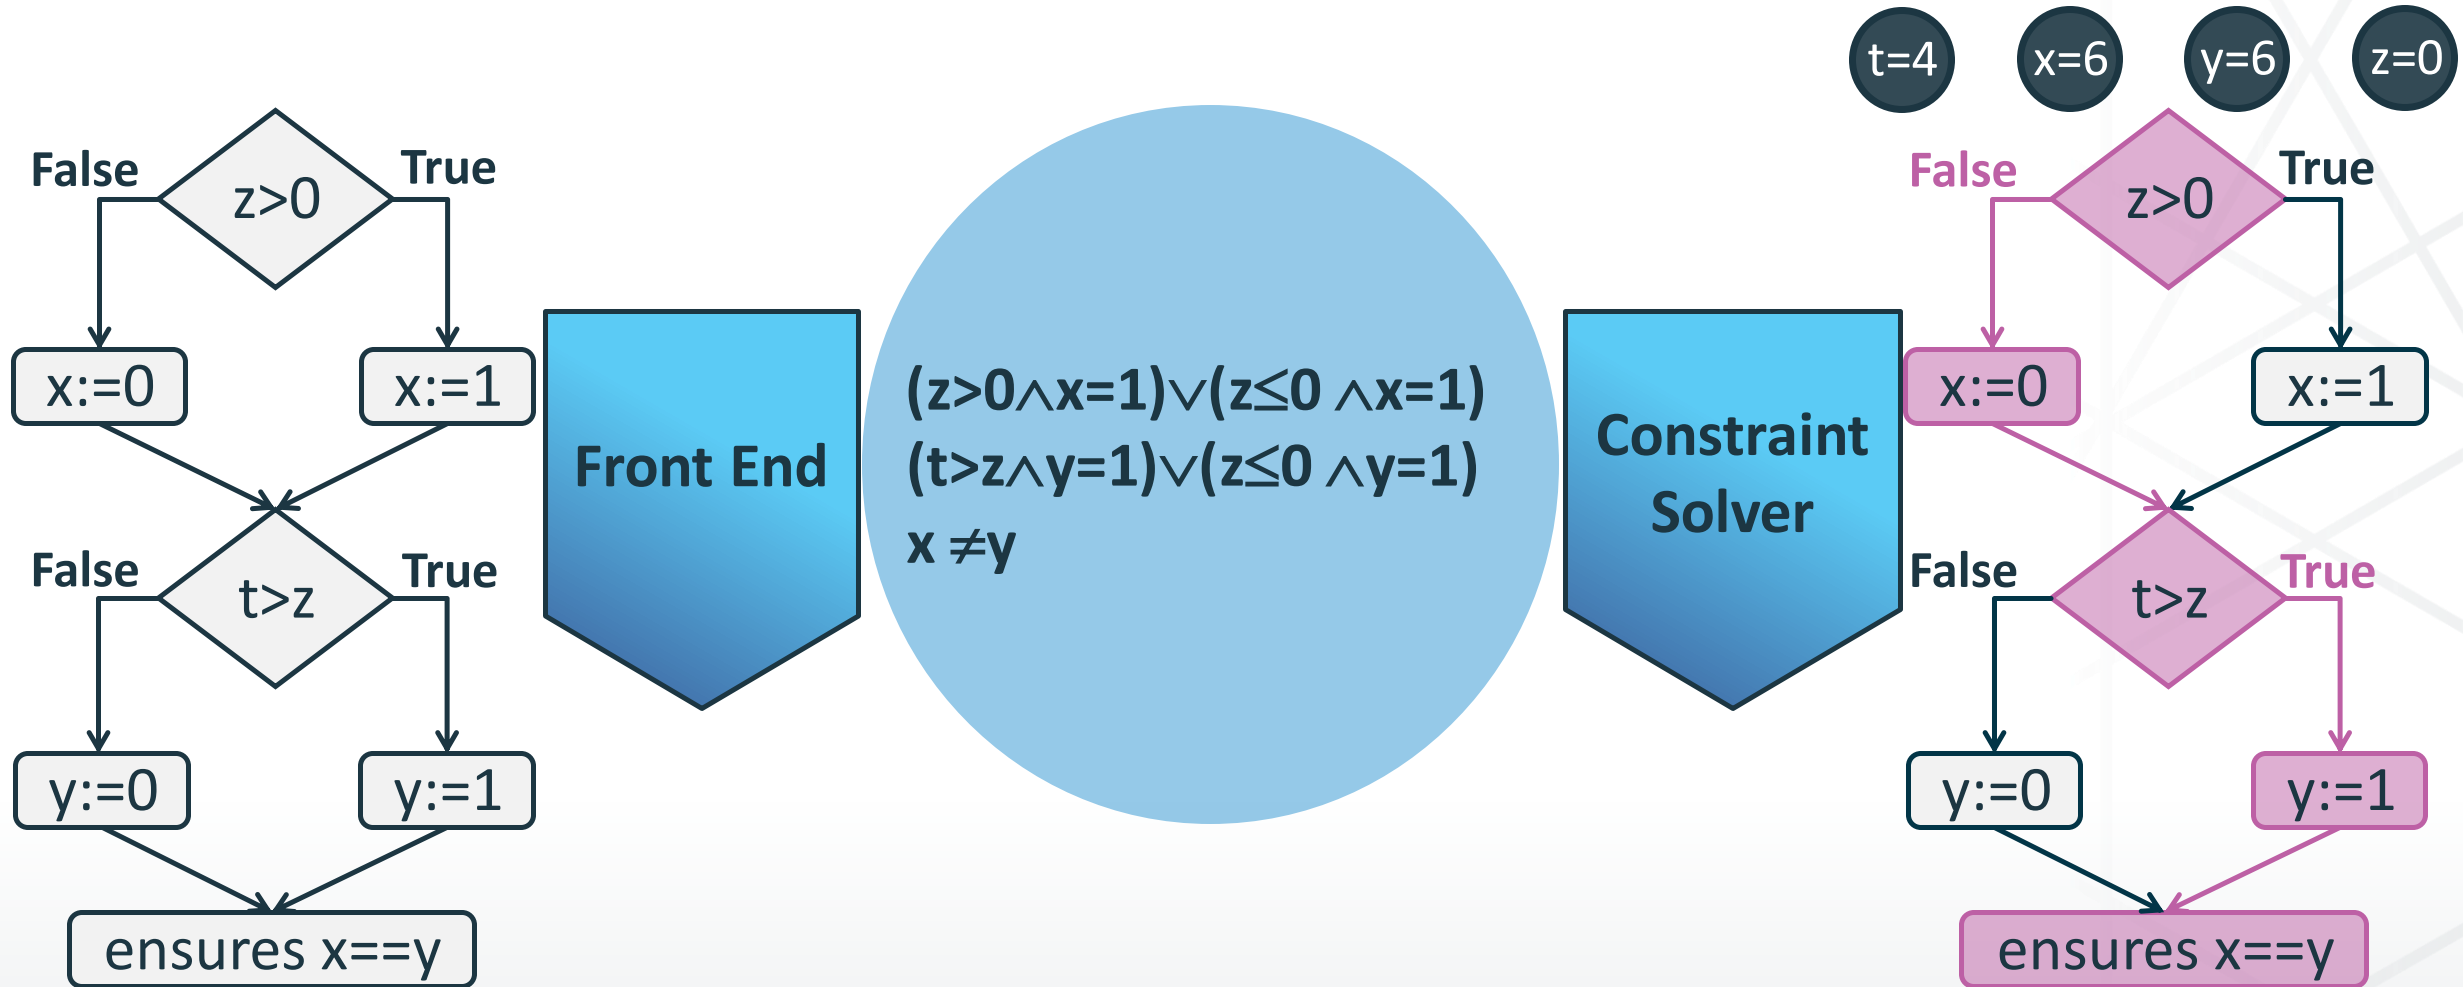 False
True
z>0
x:=0
x:=1
False
True
t>z
y:=0
y:=1
ensures x==y
Front End
(z>0∧x=1)∨(z≤0 ∧x=1)
(t>z∧y=1)∨(z≤0 ∧y=1)
x ≠y
Constraint
Solver
t=4
x=6
y=6
z=0
False
True
z>0
x:=0
x:=1
False
True
t>z
y:=0
y:=1
ensures x==y